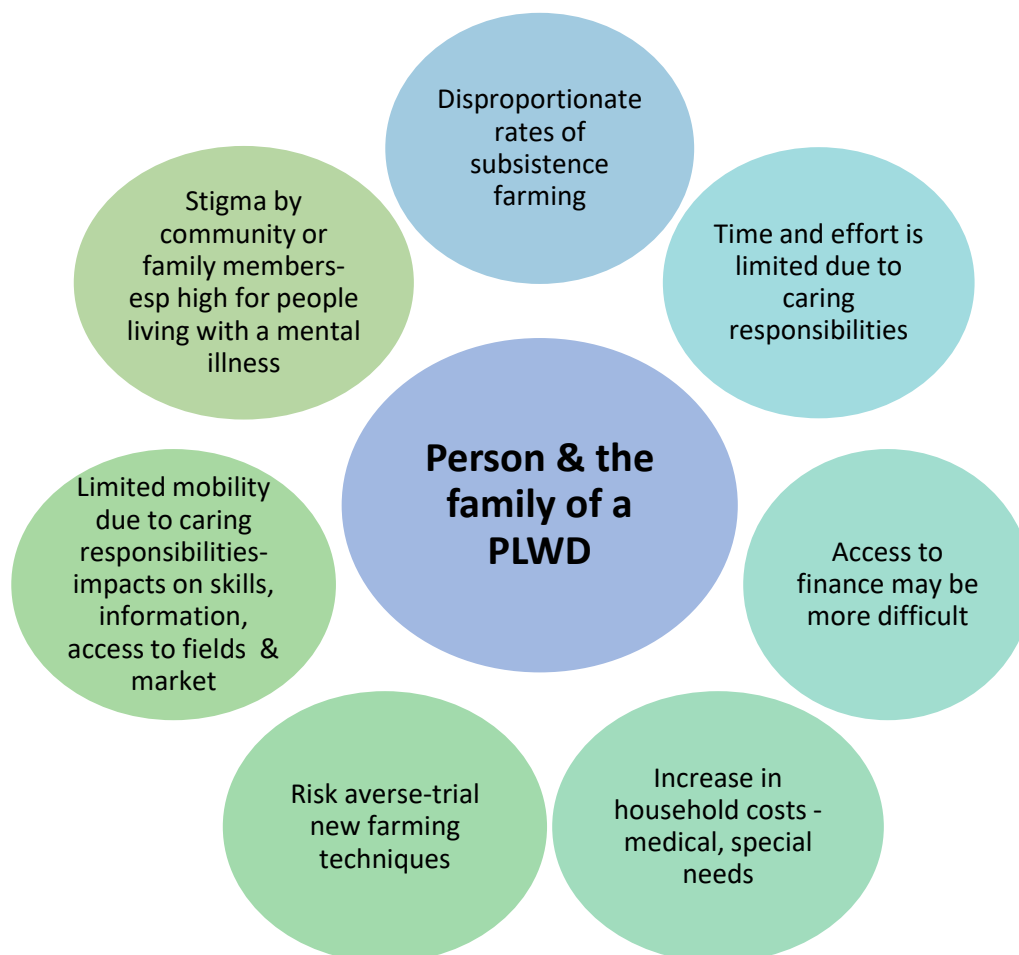 Disproportionate
rates of
subsistence
farming
Time and effort is
limited due to
caring
responsibilities
Access to
finance may be
more difficult
Increase in
household costs -
medical, special
needs
Risk averse-trial
new farming
techniques
Limited mobility
due to caring
responsibilities-
impacts on skills,
information,
access to fields & 
market
Stigma by
community or
family members-
esp high for people
living with a mental
illness
Person & the
family of a
PLWD